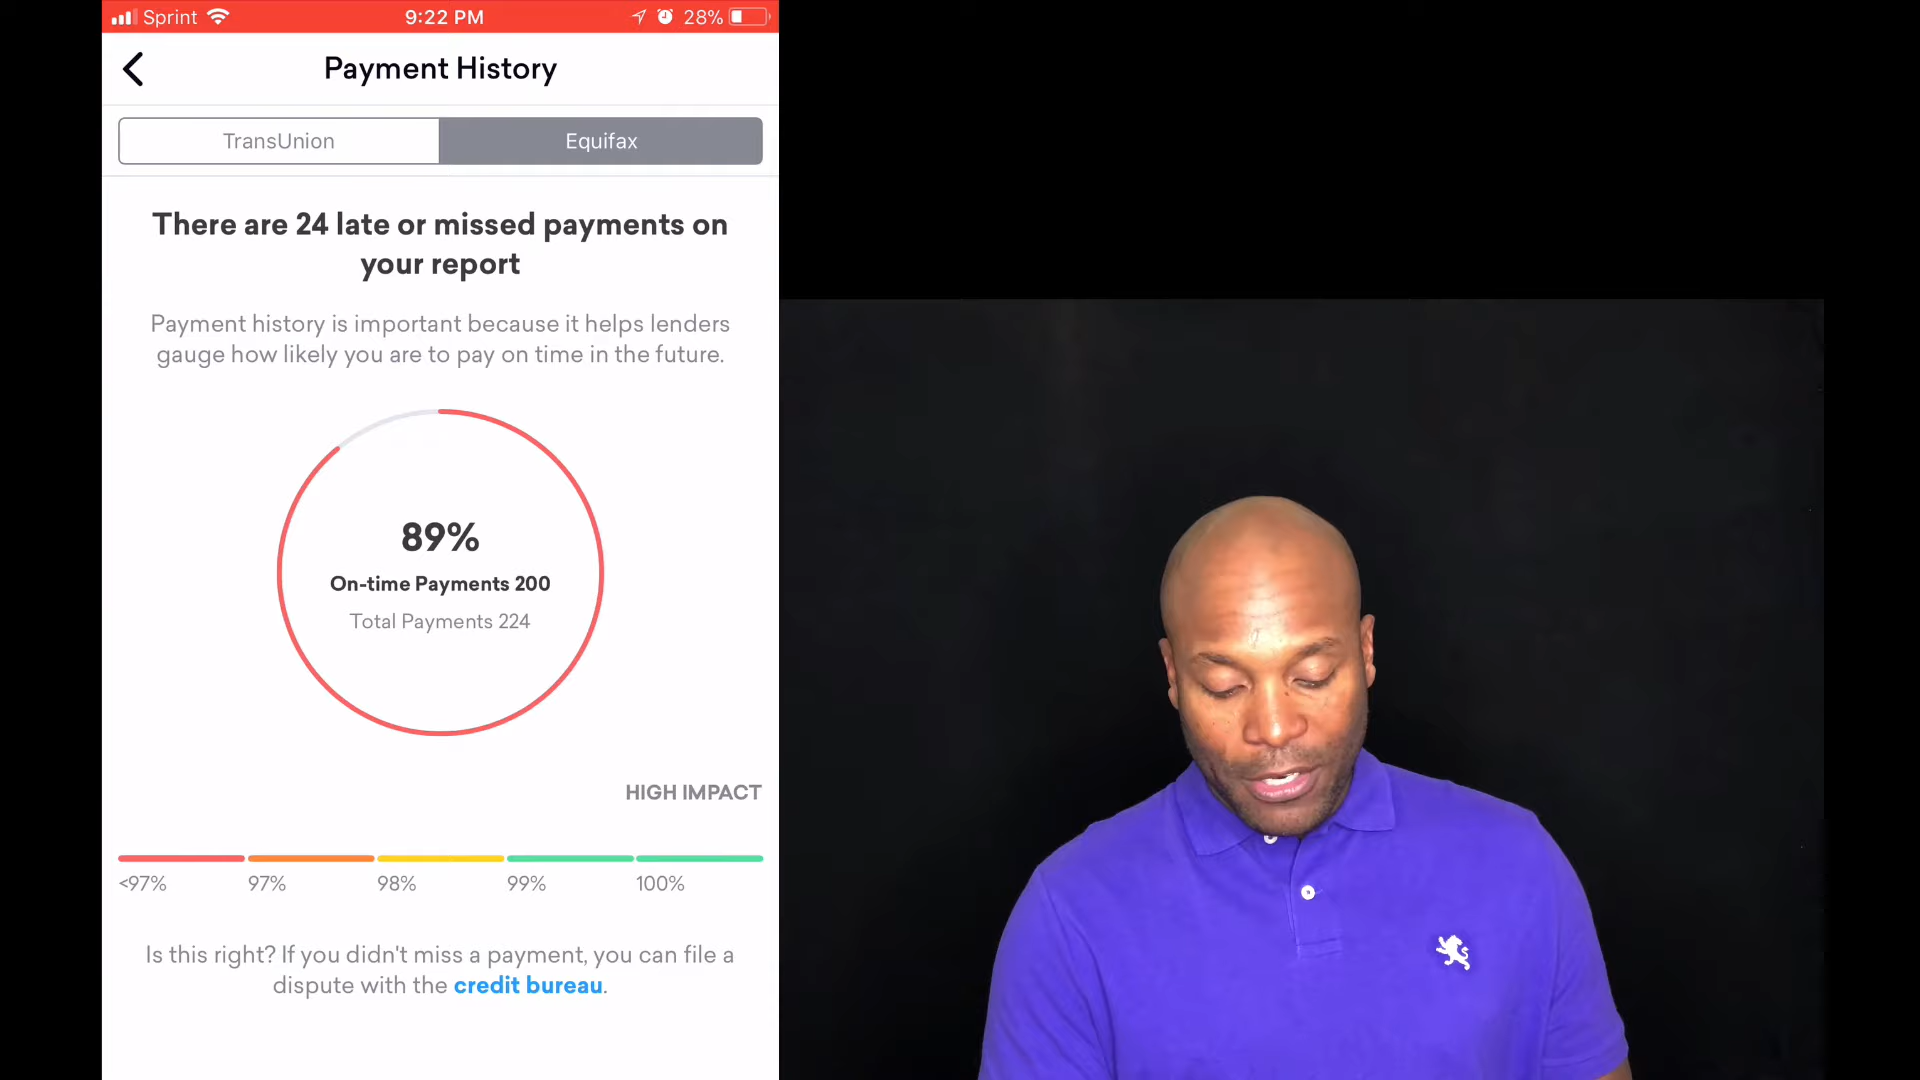 Sprint 9:22 PM 28%
Payment History
TransUnion Equifax
There are 24 late or missed payments on
your report
Payment history is important because it helps lenders
gauge how likely you are to pay on time in the future.
89%
On-time Payments 200
Total Payments 224
HIGH IMPACT
<97% 97% 98% 99% 100%
Is this right? If you didn't miss a payment, you can file a
dispute with the credit bureau.